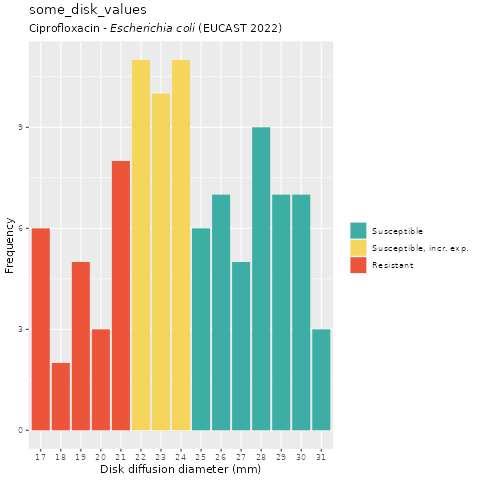 some_disk_values
Ciprofloxacin - Escherichia coli (EUCAST 2022)
Frequency
9
6
3
0
17 18 19 20 21 22 23 24 25 26 27 28 29 30 31
Disk diffusion diameter (mm)
Susceptible
Susceptible, incr. exp.
Resistant